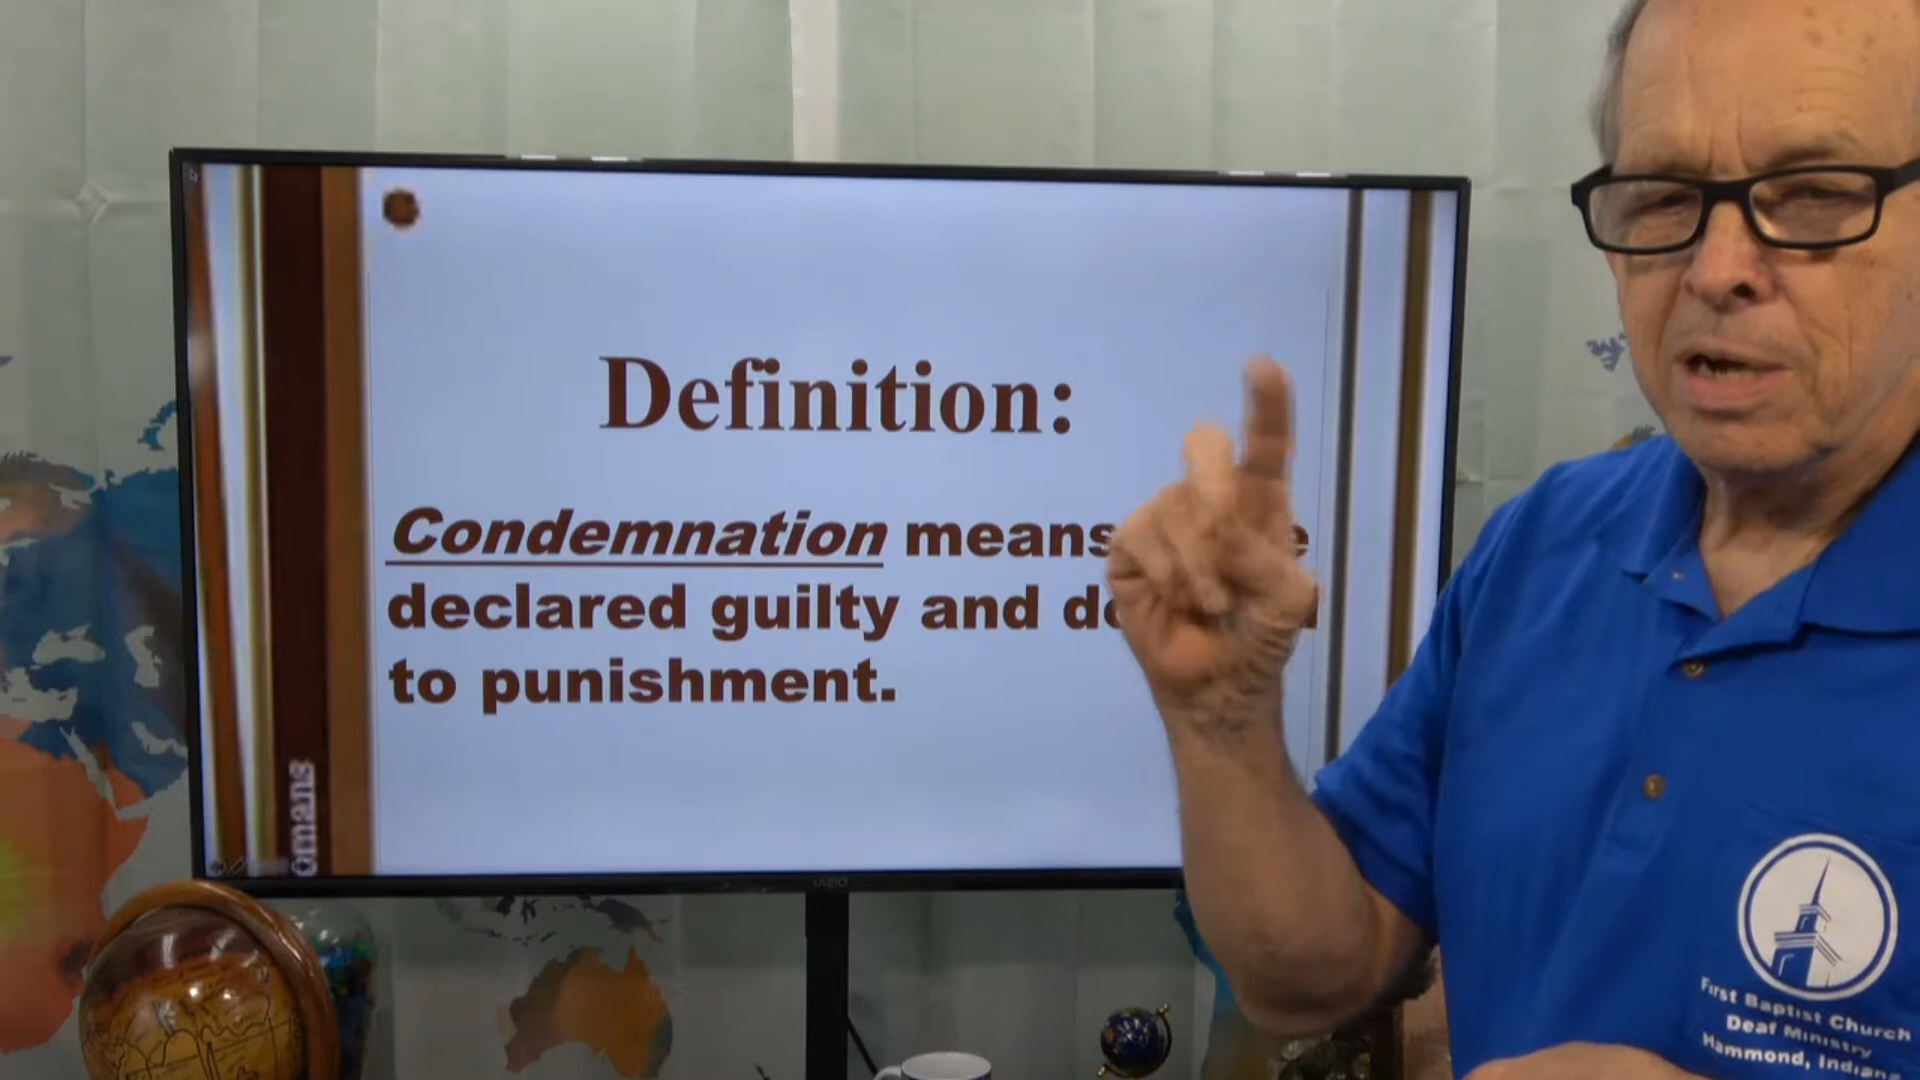 Definition:
Condemnation means
declared guilty and
to punishment.
omans
VIZIO
First Baptist Church
Deaf Ministry
Hammond, Indiana